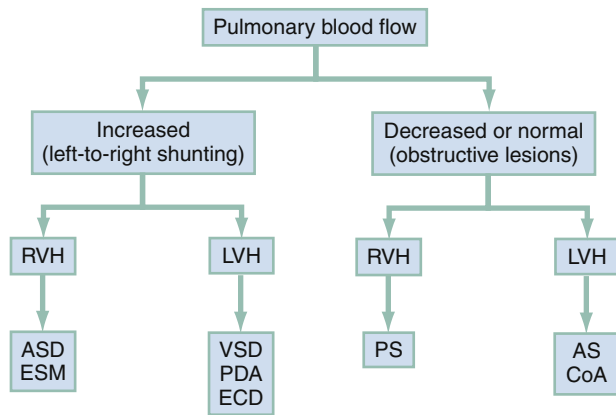 Pulmonary blood flow
Increased
(left-to-right shunting)
Decreased or normal
(obstructive lesions)
RVH
LVH
RVH
LVH
ASD
ESM
VSD
PDA
ECD
PS
AS
CoA